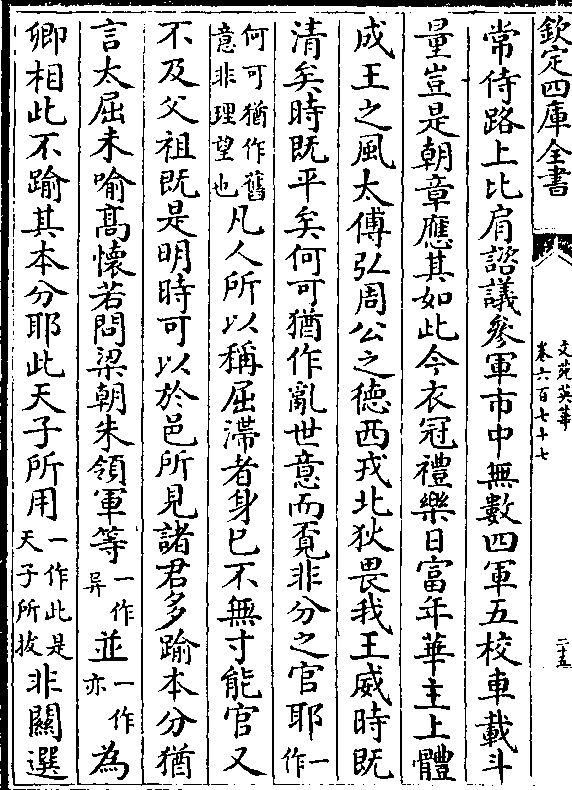 欽定四庫全書
文苑英華
卷六百七十七
二十五
常侍路上比肩諮議參軍市中無數四軍五校車載斗
量豈是朝章應其如此今衣冠禮樂日富年華主上體
成王之風太傅弘周公之德西戎北狄畏我王威時既
清矣時既平矣何可猶作亂世意而覔非分之官耶一作
何可猶作舊
意非理望也凡人所以稱屈滯者身已不無寸能官又
不及父祖既是明時可以於邑所見諸君多踰本分猶
言太屈未喻髙懷若問梁朝朱領軍等一作
异並一作
亦為
卿相此不踰其本分耶此天子所用一作此是
天子所拔非關選